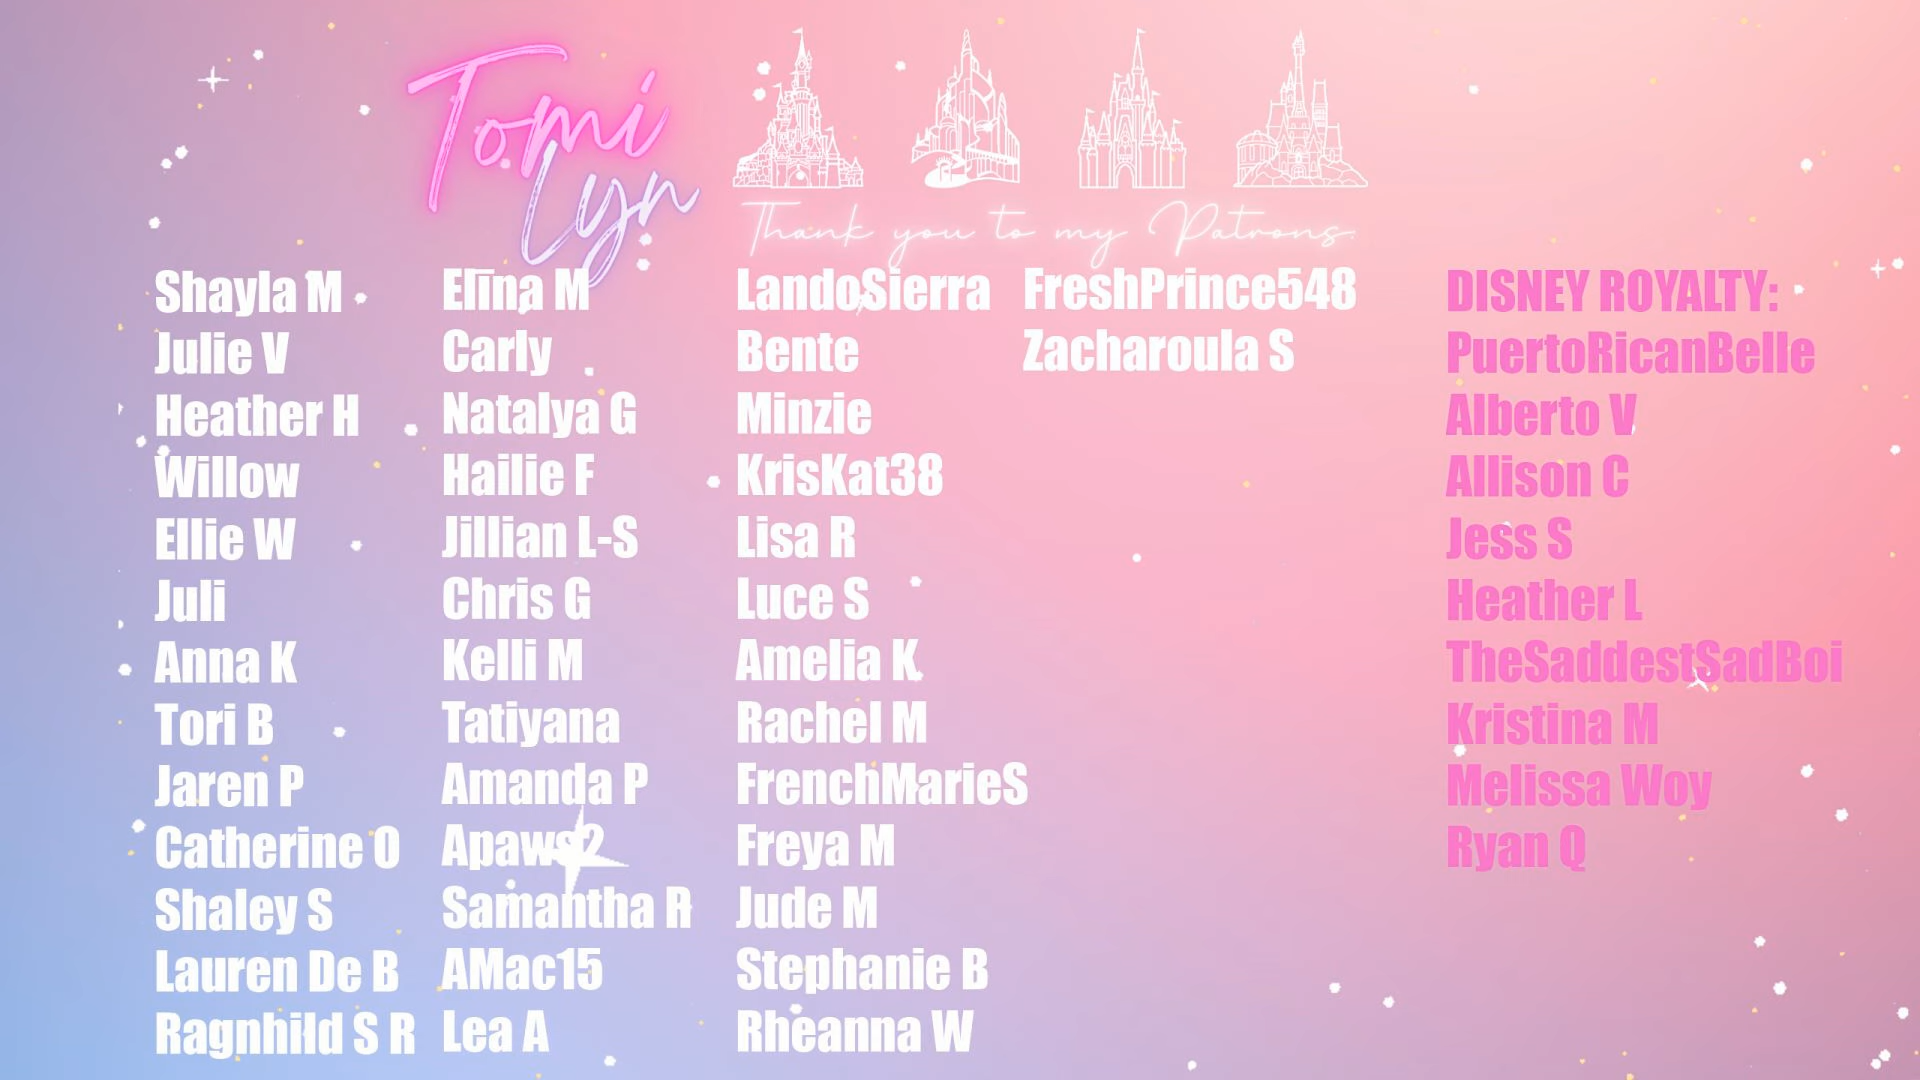 Tomi
Lyn
Thank you to my Patrons.
Shayla M
Julie V
Heather H
Willow
Ellie W
Juli
Anna K
Tori B
Jaren P
Catherine O
Shaley S
Lauren De B
Ragnhild S R
Elīna M
Carly
Natalya G
Hailie F
Jillian L-S
Chris G
Kelli M
Tatiyana
Amanda P
Apaws2
Samantha R
AMac15
Lea A
LandoSierra
Bente
Minzie
KrisKat38
Lisa R
Luce S
Amelia K
Rachel M
FrenchMarieS
Freya M
Jude M
Stephanie B
Rheanna W
FreshPrince548
Zacharoula S
DISNEY ROYALTY:
PuertoRicanBelle
Alberto V
Allison C
Jess S
Heather L
TheSaddestSadBoi
Kristina M
Melissa Woy
Ryan Q